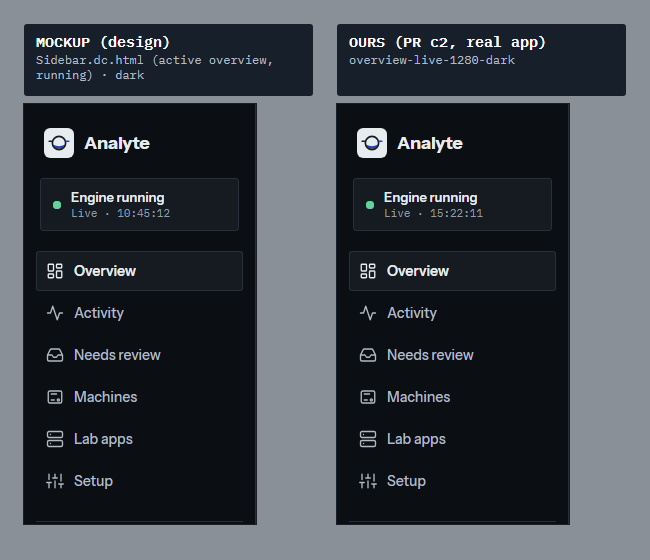 MOCKUP (design)
Sidebar.dc.html (active overview,
running) · dark
Analyte
Engine running
Live · 10:45:12
Overview
Activity
Needs review
Machines
Lab apps
Setup
OURS (PR c2, real app)
overview-live-1280-dark
Analyte
Engine running
Live · 15:22:11
Overview
Activity
Needs review
Machines
Lab apps
Setup